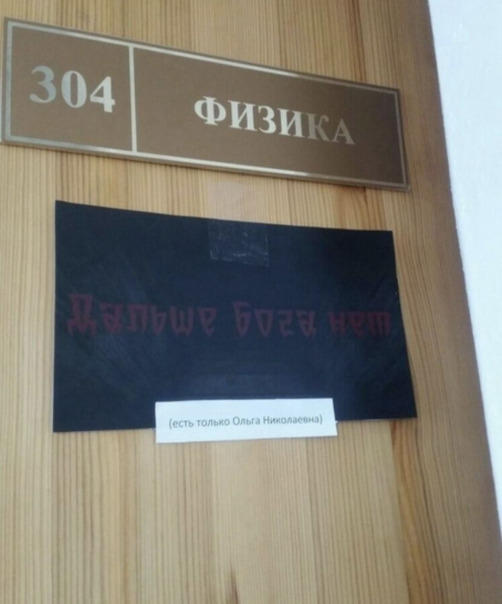 304
ФИЗИКА
Дальше бога нет
(есть только Ольга Николаевна)